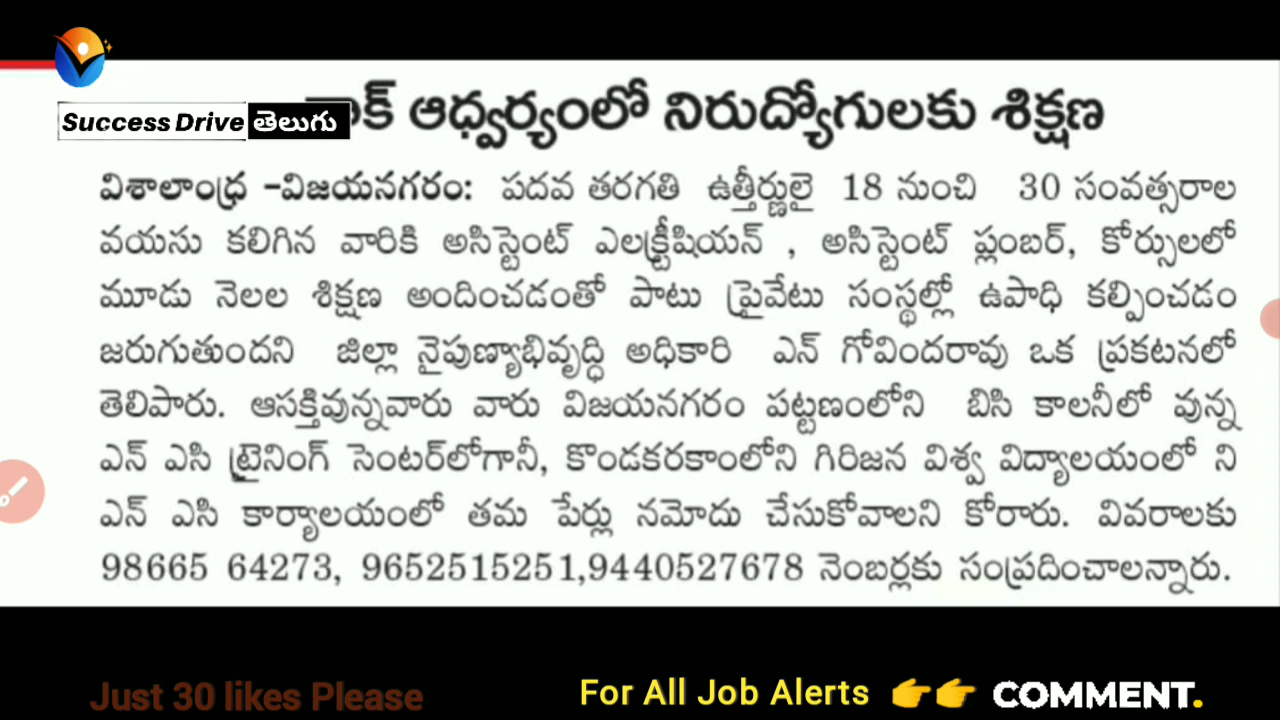 Success Drive తెలుగు
ఆధ్వర్యంలో నిరుద్యోగులకు శిక్షణ
విశాలాంధ్ర -విజయనగరం: పదవ తరగతి ఉత్తీర్ణులై 18 నుంచి 30 సంవత్సరాల
వయసు కలిగిన వారికి అసిస్టెంట్ ఎలక్ట్రీషియన్ , అసిస్టెంట్ ప్లంబర్, కోర్సులలో
మూడు నెలల శిక్షణ అందించడంతో పాటు ప్రైవేటు సంస్థల్లో ఉపాధి కల్పించడం
జరుగుతుందని జిల్లా నైపుణ్యాభివృద్ధి అధికారి ఎన్ గోవిందరావు ఒక ప్రకటనలో
తెలిపారు. ఆసక్తివున్నవారు వారు విజయనగరం పట్టణంలోని బిసి కాలనీలో వున్న
ఎన్ ఎసి ట్రైనింగ్ సెంటర్‌లోగానీ, కొండకరకాంలోని గిరిజన విశ్వ విద్యాలయంలో ని
ఎన్ ఎసి కార్యాలయంలో తమ పేర్లు నమోదు చేసుకోవాలని కోరారు. వివరాలకు
98665 64273, 9652515251,9440527678 నెంబర్లకు సంప్రదించాలన్నారు.
Just 30 likes Please
For All Job Alerts 👉👉 COMMENT.